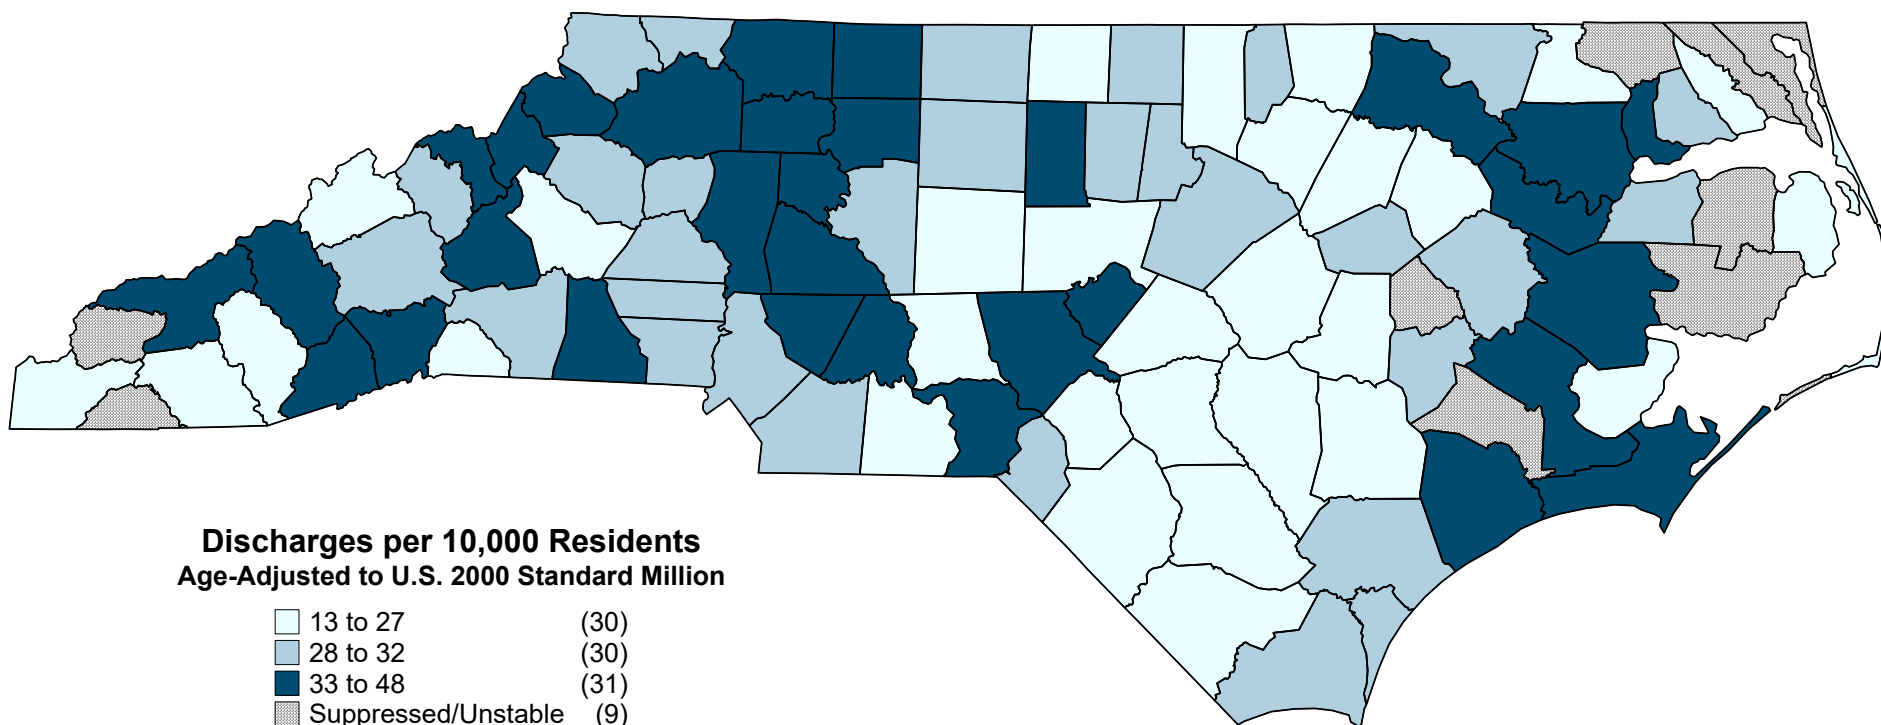 Discharges per 10,000 Residents
Age-Adjusted to U.S. 2000 Standard Million
13 to 27 (30)
28 to 32 (30)
33 to 48 (31)
Suppressed/Unstable (9)